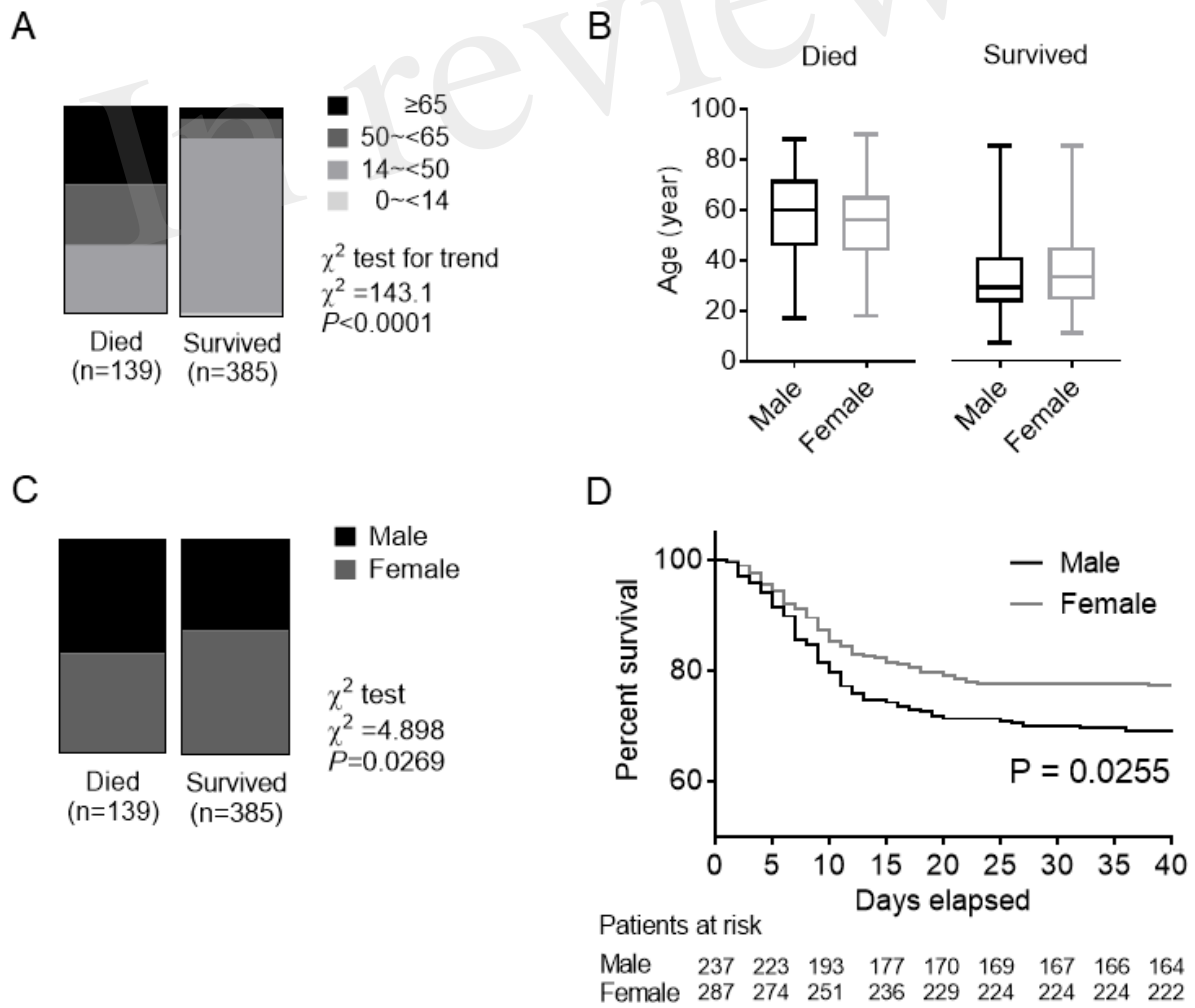 In review
A
≥65
50~<65
14~<50
0~<14
χ² test for trend
χ² =143.1
P<0.0001
Died
(n=139)
Survived
(n=385)
B
Died
Survived
Age (year)
100
80
60
40
20
0
Male
Female
Male
Female
C
Male
Female
χ² test
χ² =4.898
P=0.0269
Died
(n=139)
Survived
(n=385)
D
Percent survival
100
80
60
Male
Female
P = 0.0255
0 5 10 15 20 25 30 35 40
Days elapsed
Patients at risk
Male 237 223 193 177 170 169 167 166 164
Female 287 274 251 236 229 224 224 224 222